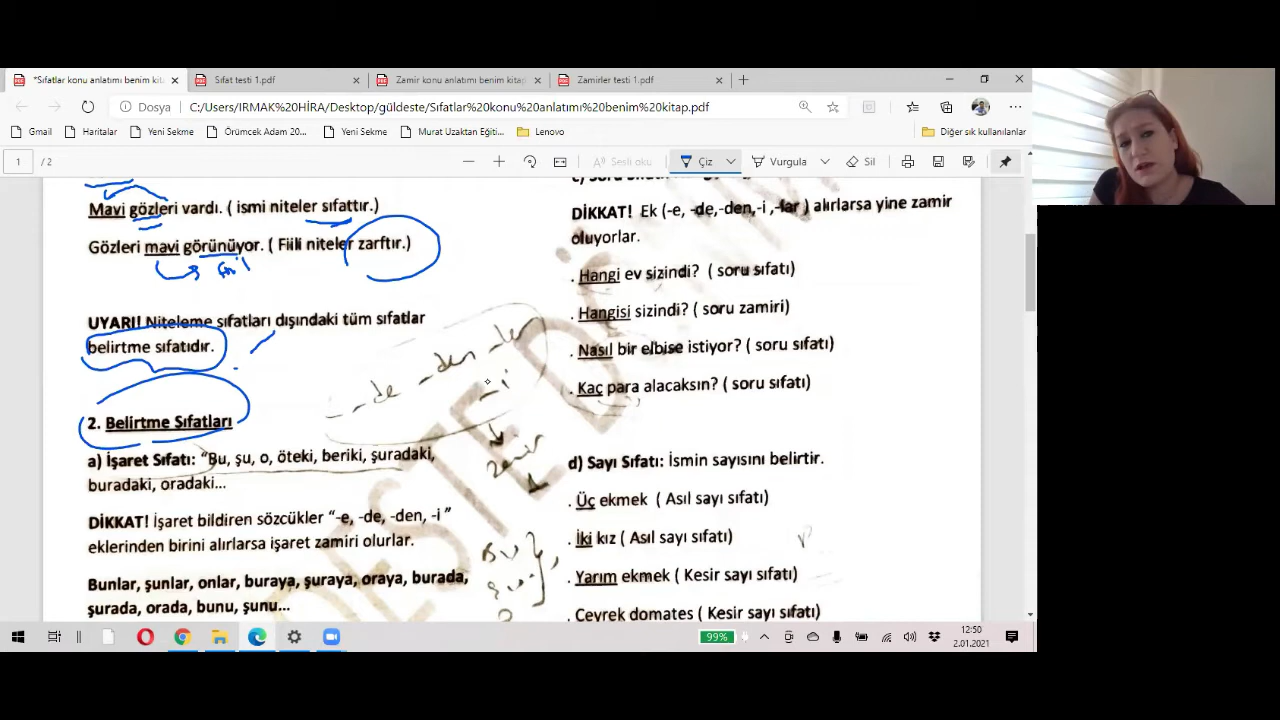 *Sıfatlar konu anlatımı benim kita
Sıfat testi 1.pdf
Zamir konu anlatımı benim kitap
Zamirler testi 1.pdf
Dosya
C:/Users/IRMAK%20HİRA/Desktop/güldeste/Sıfatlar%20konu%20anlatımı%20benim%20kitap.pdf
Gmail
Haritalar
Yeni Sekme
Örümcek Adam 20...
Yeni Sekme
Murat Uzaktan Eğiti...
Lenovo
Diğer sık kullanılanlar
1 / 2
Sesli oku
Çiz
Vurgula
Sil
Mavi gözleri vardı. ( ismi niteler sıfattır.)
Gözleri mavi görünüyor. ( Fiili niteler zarftır.)
fiil
UYARI! Niteleme sıfatları dışındaki tüm sıfatlar
belirtme sıfatıdır.
-de -den -ler
-i
zamir
2. Belirtme Sıfatları
a) İşaret Sıfatı: "Bu, şu, o, öteki, beriki, şuradaki,
buradaki, oradaki...
DİKKAT! İşaret bildiren sözcükler "-e, -de, -den, -i"
eklerinden birini alırlarsa işaret zamiri olurlar.
Bunlar, şunlar, onlar, buraya, şuraya, oraya, burada,
şurada, orada, bunu, şunu...
Bu
DİKKAT! Ek (-e, -de,-den,-i ,-lar ) alırlarsa yine zamir
oluyorlar.
. Hangi ev sizindi? ( soru sıfatı)
. Hangisi sizindi? ( soru zamiri)
. Nasıl bir elbise istiyor? ( soru sıfatı)
. Kaç para alacaksın? ( soru sıfatı)
d) Sayı Sıfatı: İsmin sayısını belirtir.
. Üç ekmek ( Asıl sayı sıfatı)
. İki kız ( Asıl sayı sıfatı)
. Yarım ekmek ( Kesir sayı sıfatı)
. Çeyrek domates ( Kesir sayı sıfatı)
99%
12:50
2.01.2021